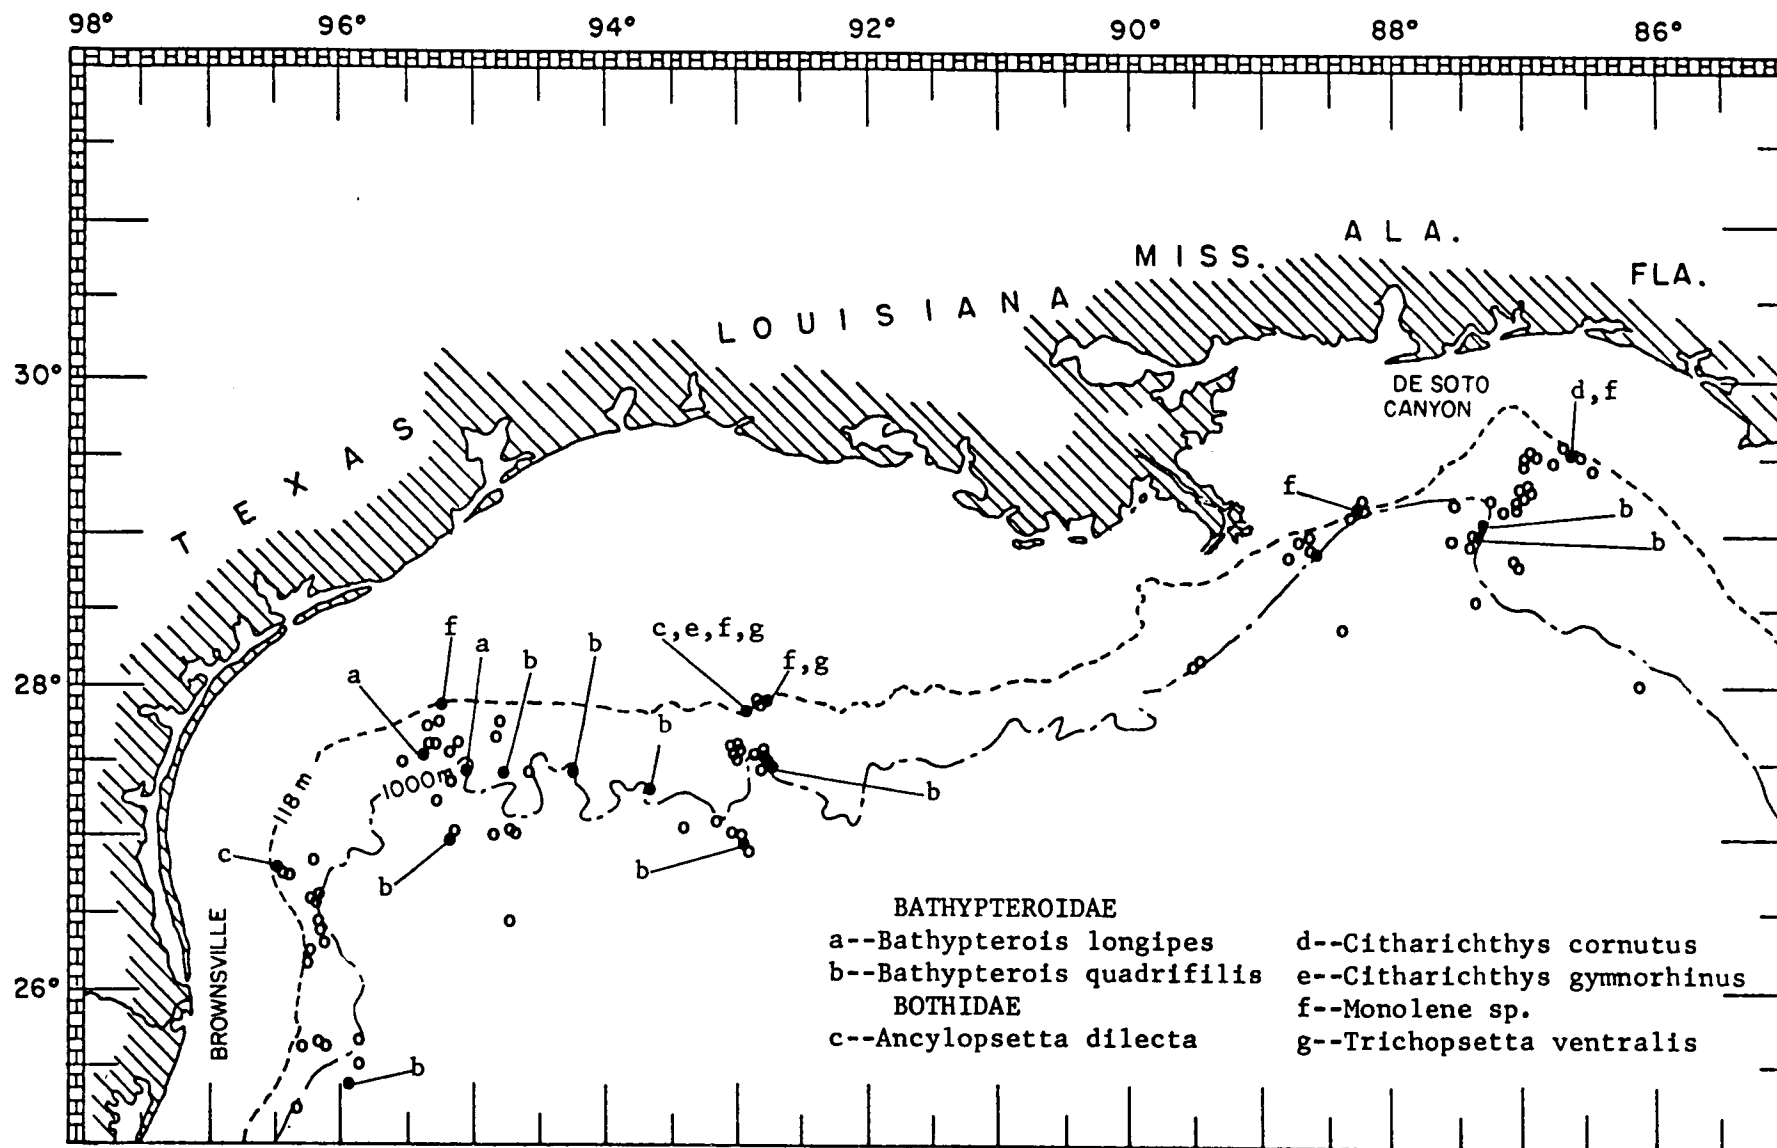 98° 96° 94° 92° 90° 88° 86°
ALA.
MISS.
FLA.
LOUISIANA
30°
DE SOTO
CANYON
d,f
TEXAS
f
b
b
f
a
b
b
c,e,f,g
f,g
a
28°
b
118m
1000m
b
c
b
b
BROWNSVILLE
26°
b
BATHYPTEROIDAE
a--Bathypterois longipes
b--Bathypterois quadrifilis
BOTHIDAE
c--Ancylopsetta dilecta
d--Citharichthys cornutus
e--Citharichthys gymnorhinus
f--Monolene sp.
g--Trichopsetta ventralis